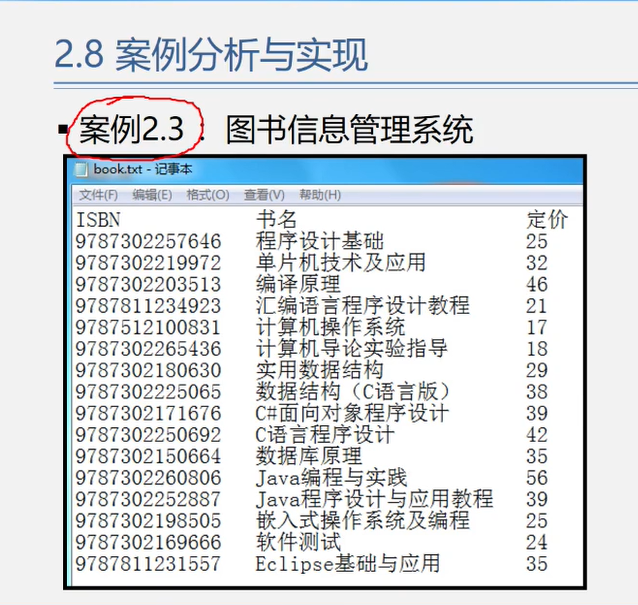 2.8 案例分析与实现
▪ 案例2.3 : 图书信息管理系统
book.txt - 记事本
文件(F) 编辑(E) 格式(O) 查看(V) 帮助(H)
ISBN 书名 定价
9787302257646 程序设计基础 25
9787302219972 单片机技术及应用 32
9787302203513 编译原理 46
9787811234923 汇编语言程序设计教程 21
9787512100831 计算机操作系统 17
9787302265436 计算机导论实验指导 18
9787302180630 实用数据结构 29
9787302225065 数据结构（C语言版） 38
9787302171676 C#面向对象程序设计 39
9787302250692 C语言程序设计 42
9787302150664 数据库原理 35
9787302260806 Java编程与实践 56
9787302252887 Java程序设计与应用教程 39
9787302198505 嵌入式操作系统及编程 25
9787302169666 软件测试 24
9787811231557 Eclipse基础与应用 35